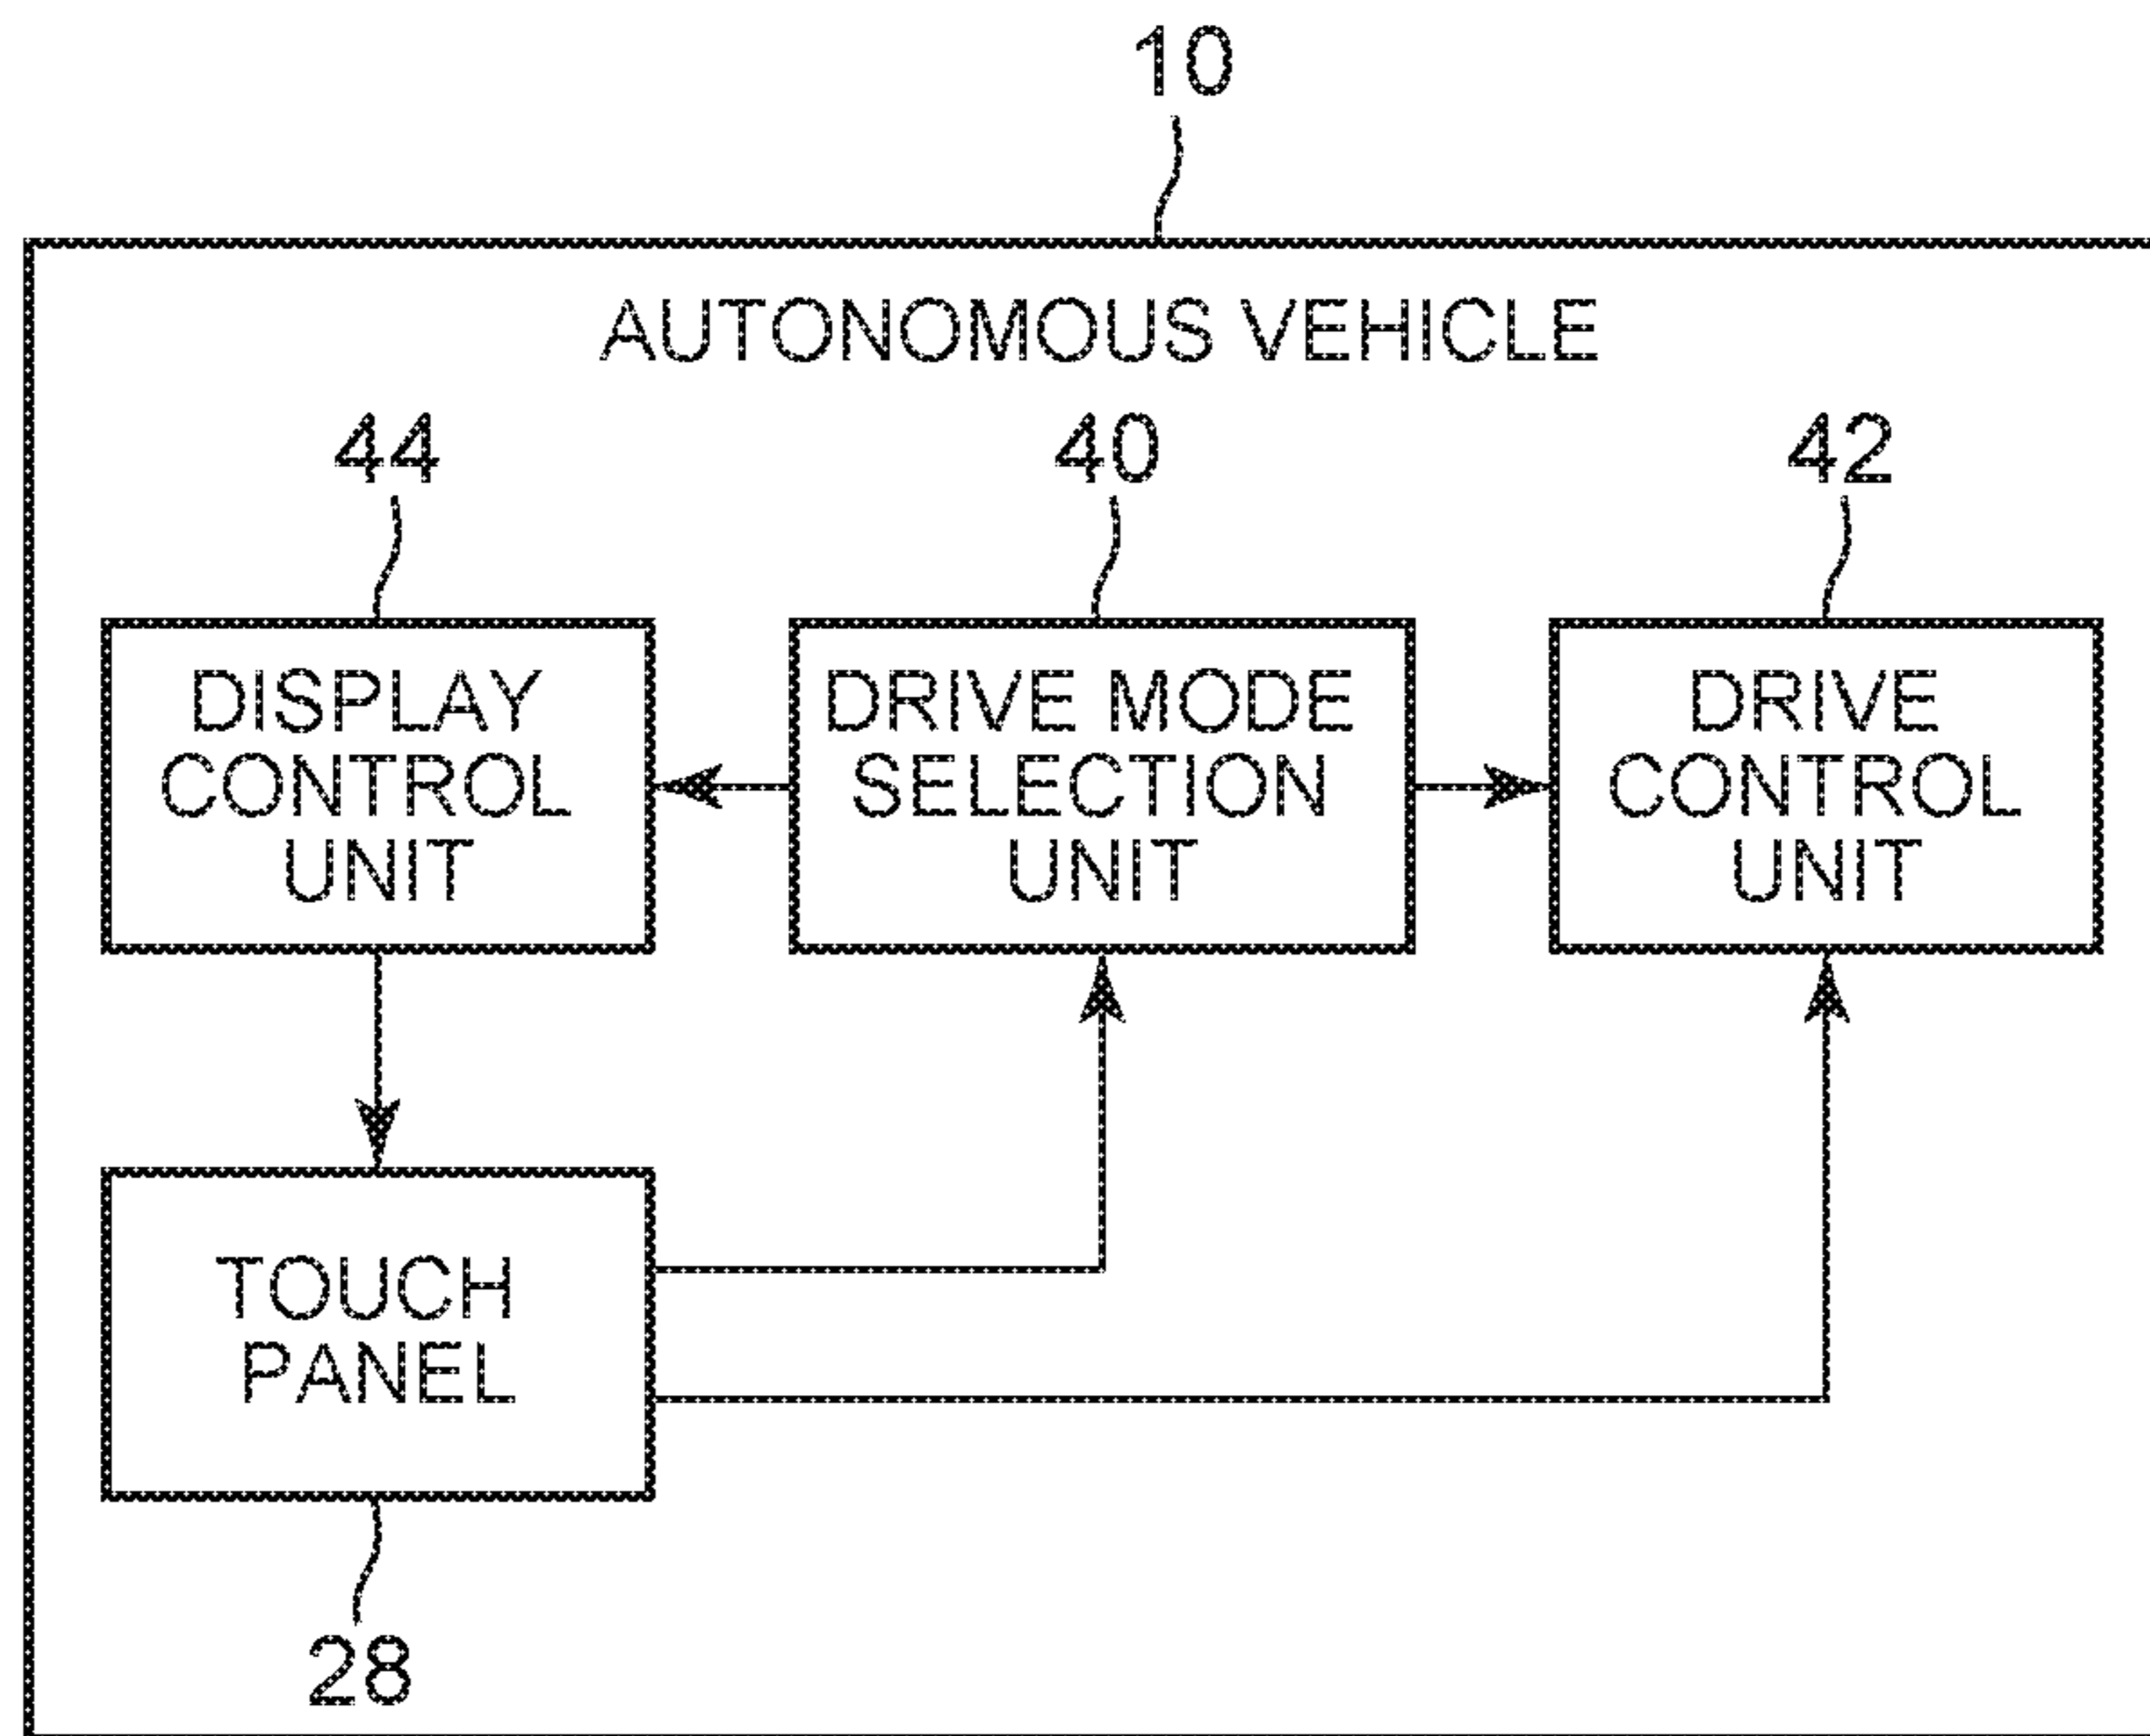 10
AUTONOMOUS VEHICLE
44
40
42
DISPLAY
CONTROL
UNIT
DRIVE MODE
SELECTION
UNIT
DRIVE
CONTROL
UNIT
TOUCH
PANEL
28